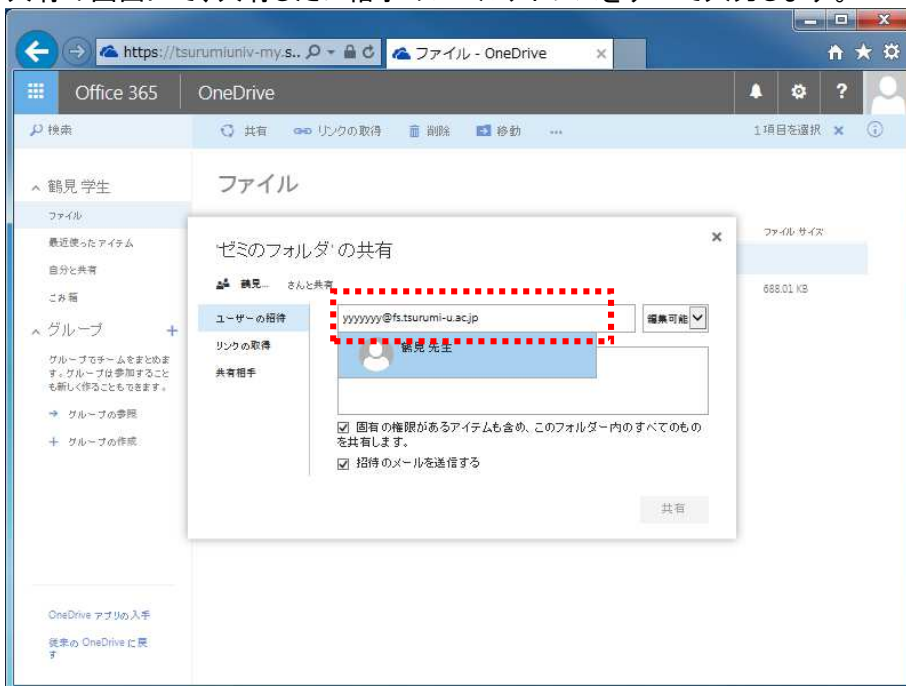 https://tsurumiuniv-my.s..
ファイル - OneDrive
Office 365
OneDrive
?
検索
共有
リンクの取得
削除
移動
...
1項目を選択
鶴見 学生
ファイル
ファイル
最近使ったアイテム
自分と共有
ごみ箱
グループ
グループでチームをまとめま
す。グループは参加すること
も新しく作ることもできます。
グループの参照
グループの作成
OneDrive アプリの入手
従来の OneDrive に戻
す
ファイル サイズ
688.01 KB
'ゼミのフォルダ' の共有
鶴見... さんと共有
ユーザーの招待
リンクの取得
共有相手
yyyyyyy@fs.tsurumi-u.ac.jp
編集可能
鶴見 先生
固有の権限があるアイテムも含め、このフォルダー内のすべてのもの
を共有します。
招待のメールを送信する
共有